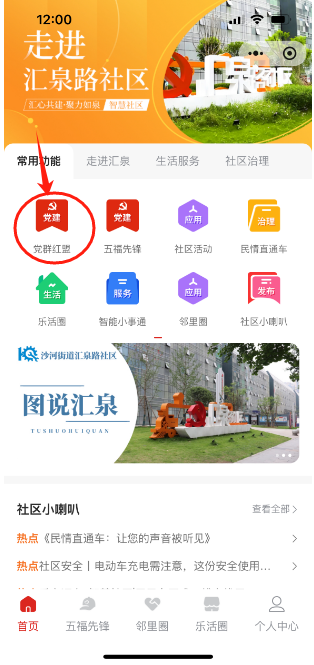 12:00
走进
汇泉路社区
汇心共建·聚力如泉 智慧社区
常用功能 走进汇泉 生活服务 社区治理
党建 党建 应用 治理
党群红盟 五福先锋 社区活动 民情直通车
生活 服务 应用 发布
乐活圈 智能小事通 邻里圈 社区小喇叭
沙河街道汇泉路社区
图说汇泉
TUSHUOHUIQUAN
社区小喇叭 查看全部
热点《民情直通车：让您的声音被听见》
热点社区安全丨电动车充电需注意，这份安全使用...
首页 五福先锋 邻里圈 乐活圈 个人中心